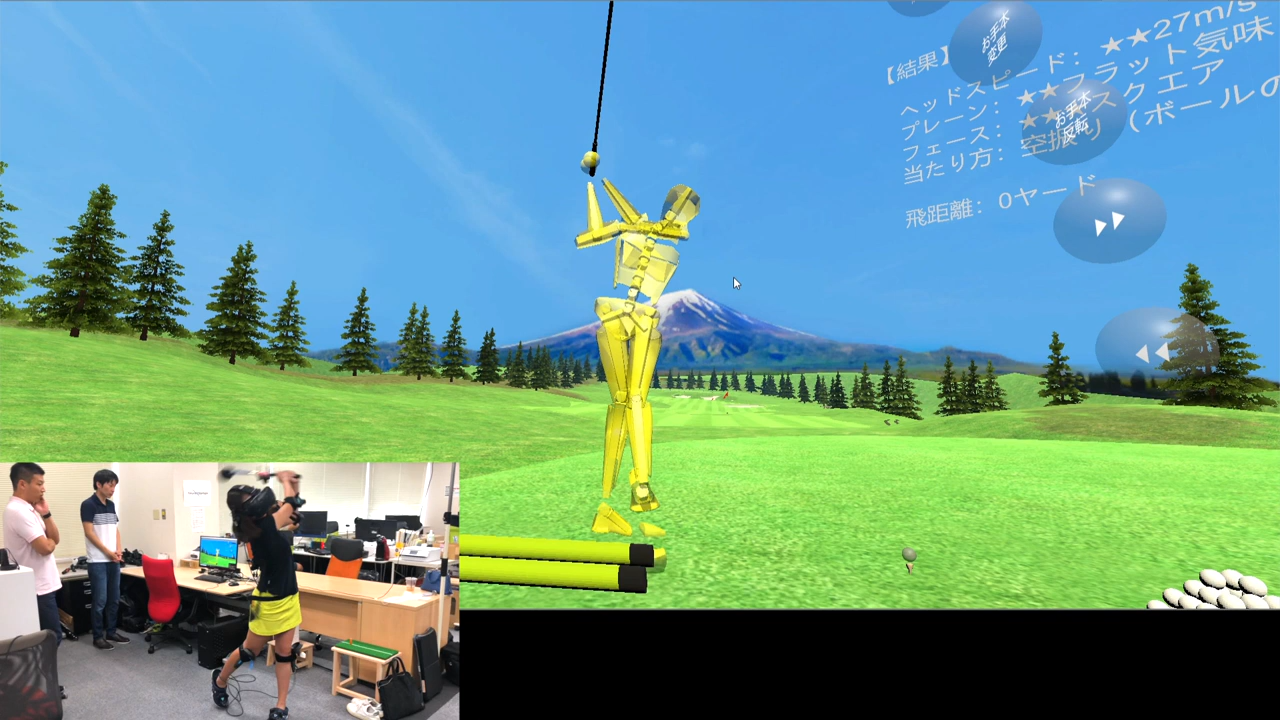 【結果】
ヘッドスピード: ★★27m/s
プレーン: ★★フラット気味
フェース: ★★スクエア
当たり方: 空振り (ボールの
飛距離: 0ヤード
お手本
変更
お手本
反転